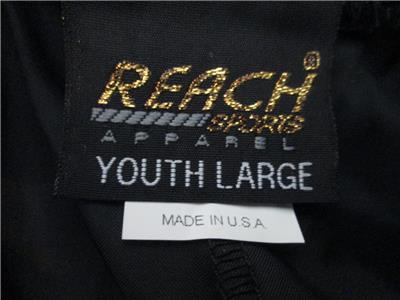 REACH®
SPORTS
APPAREL
YOUTH LARGE
MADE IN U.S.A.